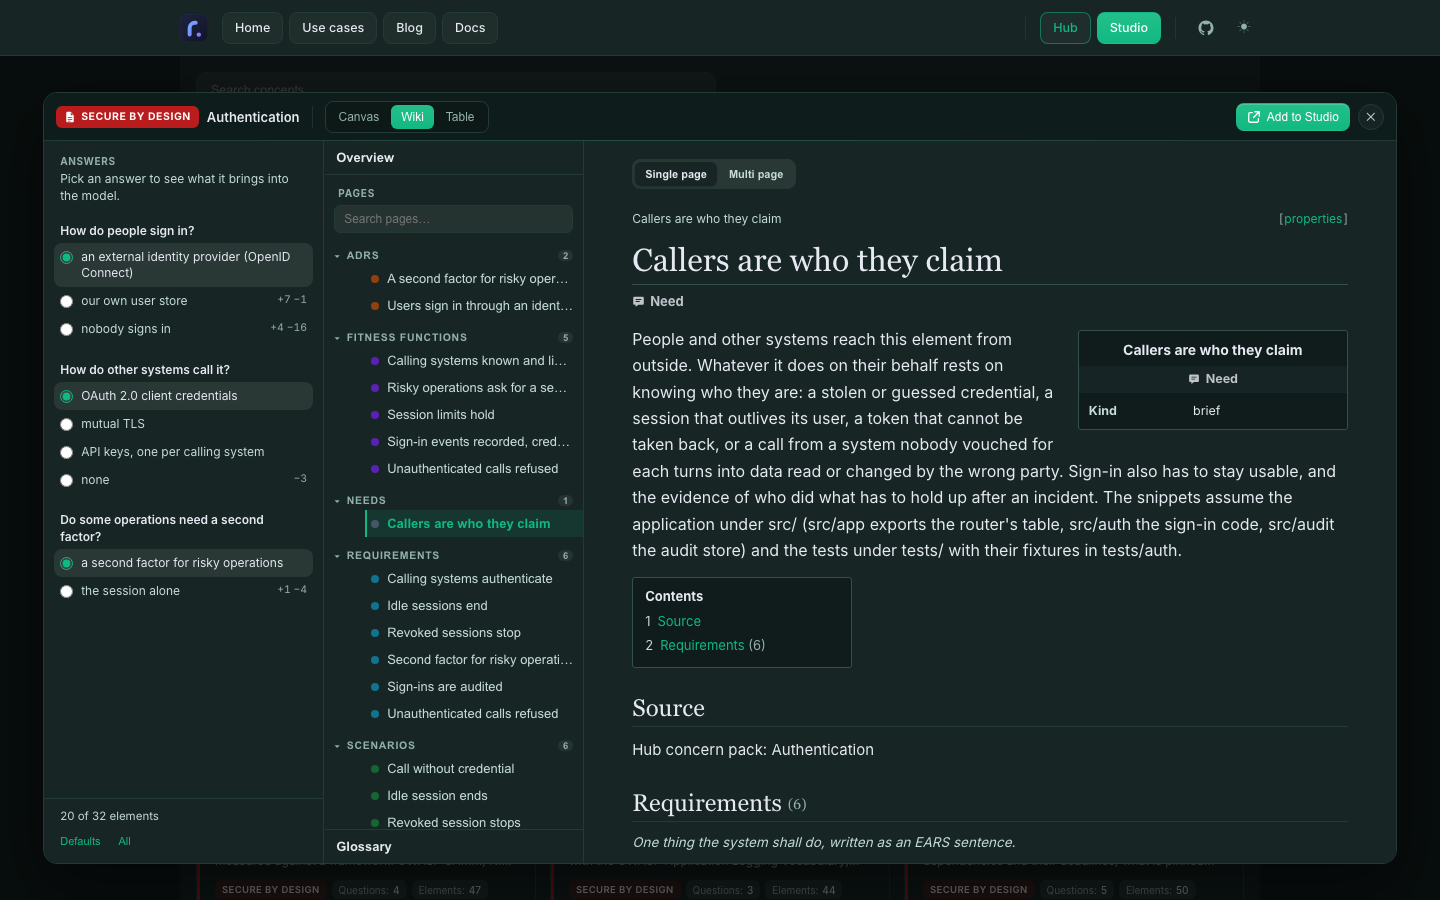 Home
Use cases
Blog
Docs
Hub
Studio
Search concepts
SECURE BY DESIGN
Authentication
Canvas
Wiki
Table
Add to Studio
ANSWERS
Pick an answer to see what it brings into
the model.
How do people sign in?
an external identity provider (OpenID
Connect)
our own user store +7 −1
nobody signs in +4 −16
How do other systems call it?
OAuth 2.0 client credentials
mutual TLS
API keys, one per calling system
none −3
Do some operations need a second
factor?
a second factor for risky operations
the session alone +1 −4
20 of 32 elements
Defaults All
Overview
PAGES
Search pages...
ADRS 2
A second factor for risky oper...
Users sign in through an ident...
FITNESS FUNCTIONS 5
Calling systems known and li...
Risky operations ask for a se...
Session limits hold
Sign-in events recorded, cred...
Unauthenticated calls refused
NEEDS 1
Callers are who they claim
REQUIREMENTS 6
Calling systems authenticate
Idle sessions end
Revoked sessions stop
Second factor for risky operati...
Sign-ins are audited
Unauthenticated calls refused
SCENARIOS 6
Call without credential
Idle session ends
Revoked session stops
Glossary
Single page
Multi page
Callers are who they claim
[properties]
Callers are who they claim
Need
People and other systems reach this element from
outside. Whatever it does on their behalf rests on
knowing who they are: a stolen or guessed credential, a
session that outlives its user, a token that cannot be
taken back, or a call from a system nobody vouched for
each turns into data read or changed by the wrong party. Sign-in also has to stay usable, and
the evidence of who did what has to hold up after an incident. The snippets assume the
application under src/ (src/app exports the router's table, src/auth the sign-in code, src/audit
the audit store) and the tests under tests/ with their fixtures in tests/auth.
Callers are who they claim
Need
Kind brief
Contents
1 Source
2 Requirements (6)
Source
Hub concern pack: Authentication
Requirements (6)
One thing the system shall do, written as an EARS sentence.
SECURE BY DESIGN Questions: 4 Elements: 47
SECURE BY DESIGN Questions: 3 Elements: 44
SECURE BY DESIGN Questions: 5 Elements: 50